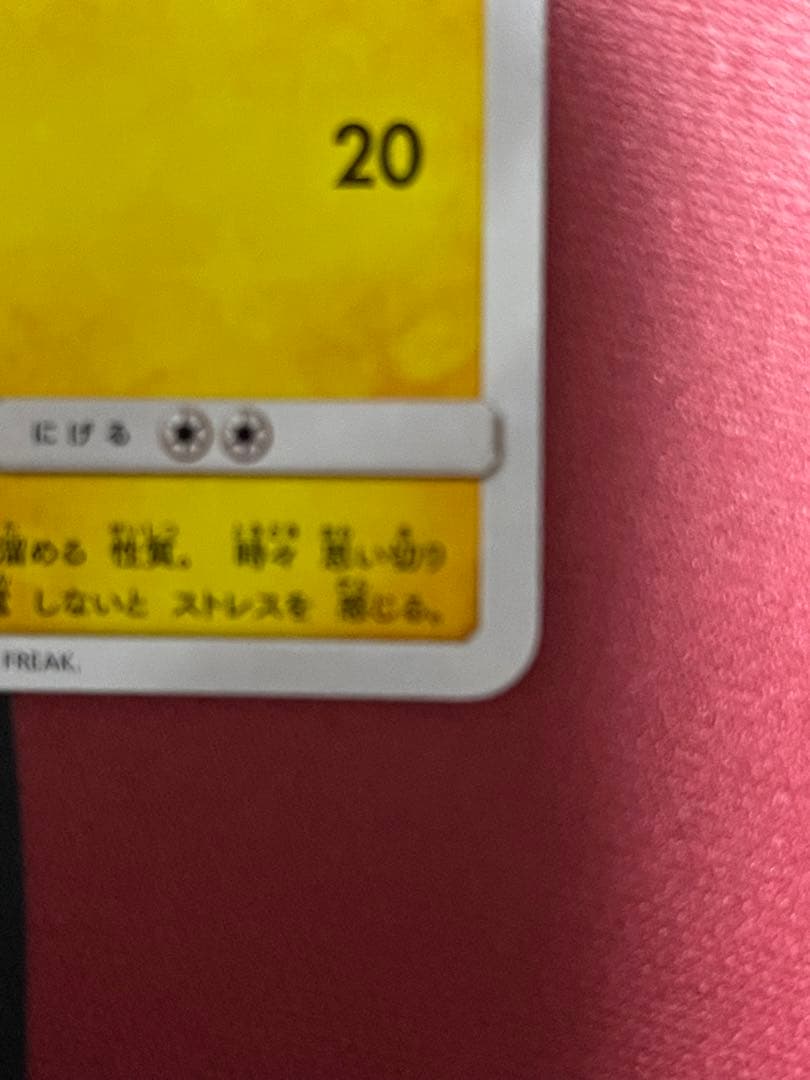 20
にげる
溜める 性質。 時々 思い切り
しないと ストレスを 感じる。
FREAK.